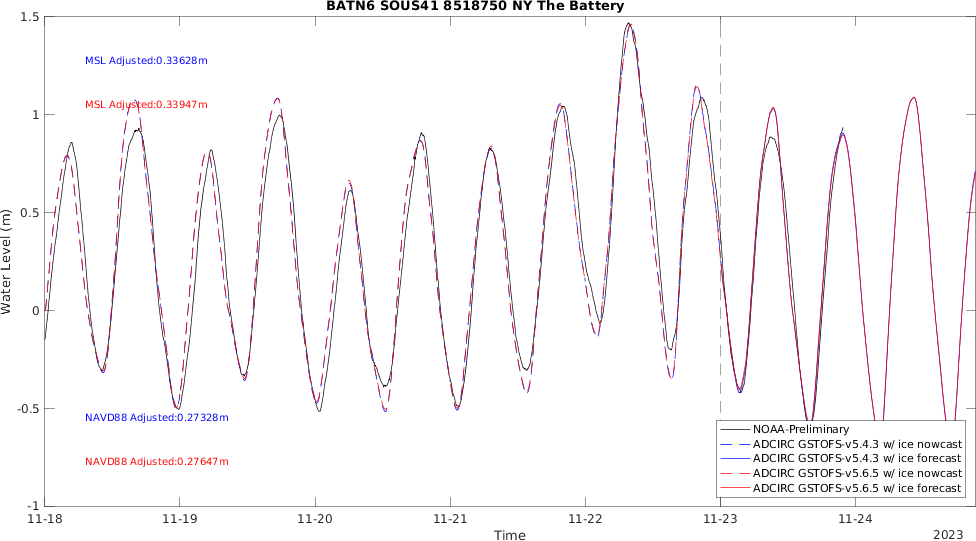 BATN6 SOUS41 8518750 NY The Battery
1.5
MSL Adjusted:0.33628m
MSL Adjusted:0.33947m
1
0.5
Water Level (m)
0
-0.5
NAVD88 Adjusted:0.27328m
NAVD88 Adjusted:0.27647m
NOAA-Preliminary
ADCIRC GSTOFS-v5.4.3 w/ ice nowcast
ADCIRC GSTOFS-v5.4.3 w/ ice forecast
ADCIRC GSTOFS-v5.6.5 w/ ice nowcast
ADCIRC GSTOFS-v5.6.5 w/ ice forecast
-1
11-18 11-19 11-20 11-21 11-22 11-23 11-24
Time
2023